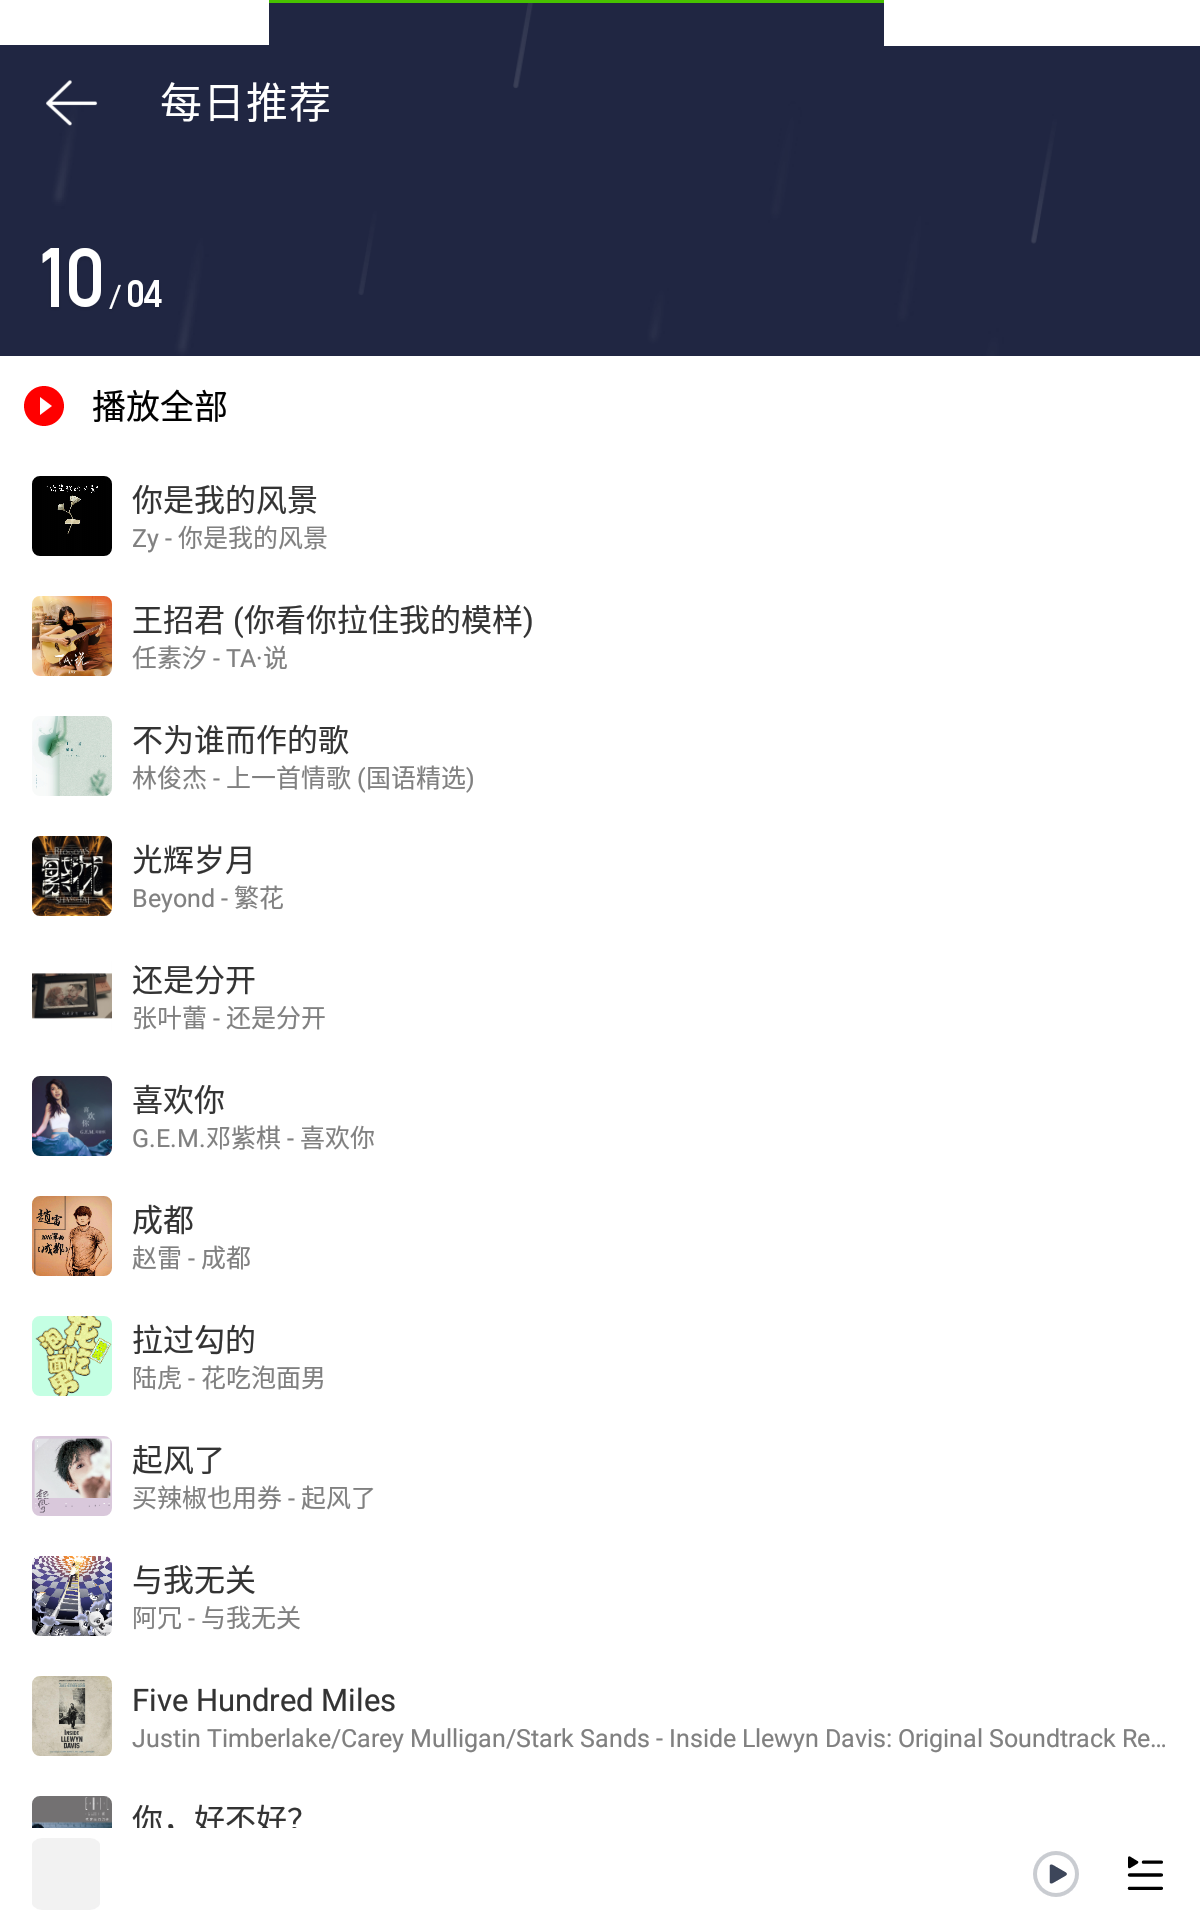 每日推荐
10 / 04
播放全部
你是我的风景
Zy - 你是我的风景
王招君 (你看你拉住我的模样)
任素汐 - TA·说
不为谁而作的歌
林俊杰 - 上一首情歌 (国语精选)
光辉岁月
Beyond - 繁花
还是分开
张叶蕾 - 还是分开
喜欢你
G.E.M.邓紫棋 - 喜欢你
成都
赵雷 - 成都
拉过勾的
陆虎 - 花吃泡面男
起风了
买辣椒也用券 - 起风了
与我无关
阿冗 - 与我无关
Five Hundred Miles
Justin Timberlake/Carey Mulligan/Stark Sands - Inside Llewyn Davis: Original Soundtrack Re...
你，好不好?